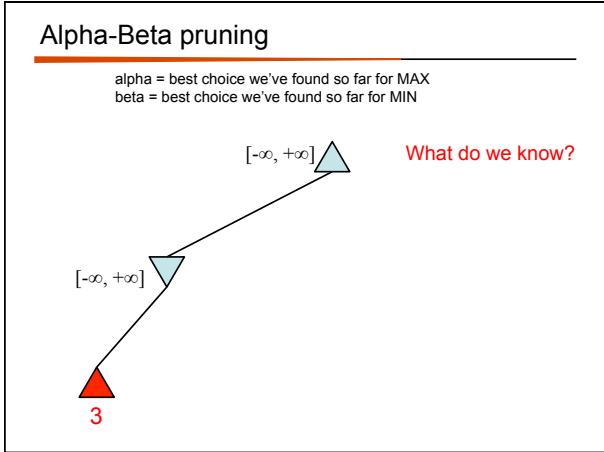 Alpha-Beta pruning
alpha = best choice we've found so far for MAX
beta = best choice we've found so far for MIN
[-∞, +∞]
What do we know?
[-∞, +∞]
3